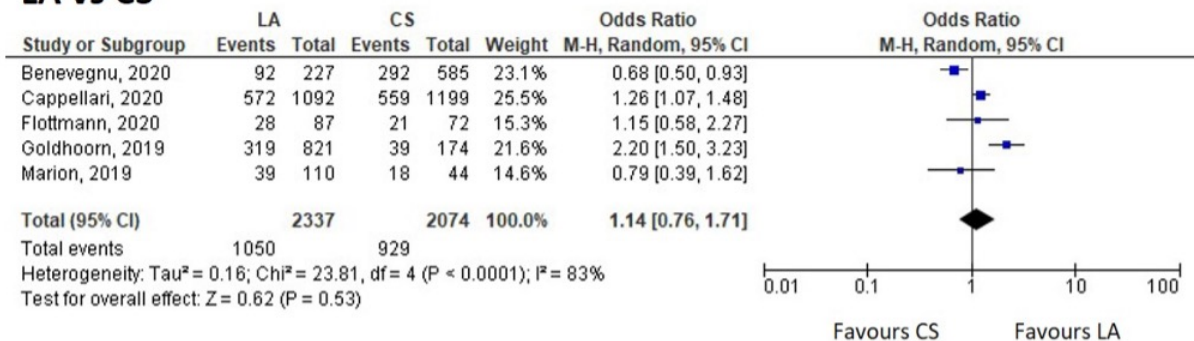 LA CS Odds Ratio Odds Ratio
Study or Subgroup Events Total Events Total Weight M-H, Random, 95% CI M-H, Random, 95% CI
Benevegnu, 2020 92 227 292 585 23.1% 0.68 [0.50, 0.93]
Cappellari, 2020 572 1092 559 1199 25.5% 1.26 [1.07, 1.48]
Flottmann, 2020 28 87 21 72 15.3% 1.15 [0.58, 2.27]
Goldhoorn, 2019 319 821 39 174 21.6% 2.20 [1.50, 3.23]
Marion, 2019 39 110 18 44 14.6% 0.79 [0.39, 1.62]
Total (95% CI) 2337 2074 100.0% 1.14 [0.76, 1.71]
Total events 1050 929
Heterogeneity: Tau² = 0.16; Chi² = 23.81, df = 4 (P < 0.0001); I² = 83%
Test for overall effect: Z = 0.62 (P = 0.53)
0.01 0.1 1 10 100
Favours CS Favours LA